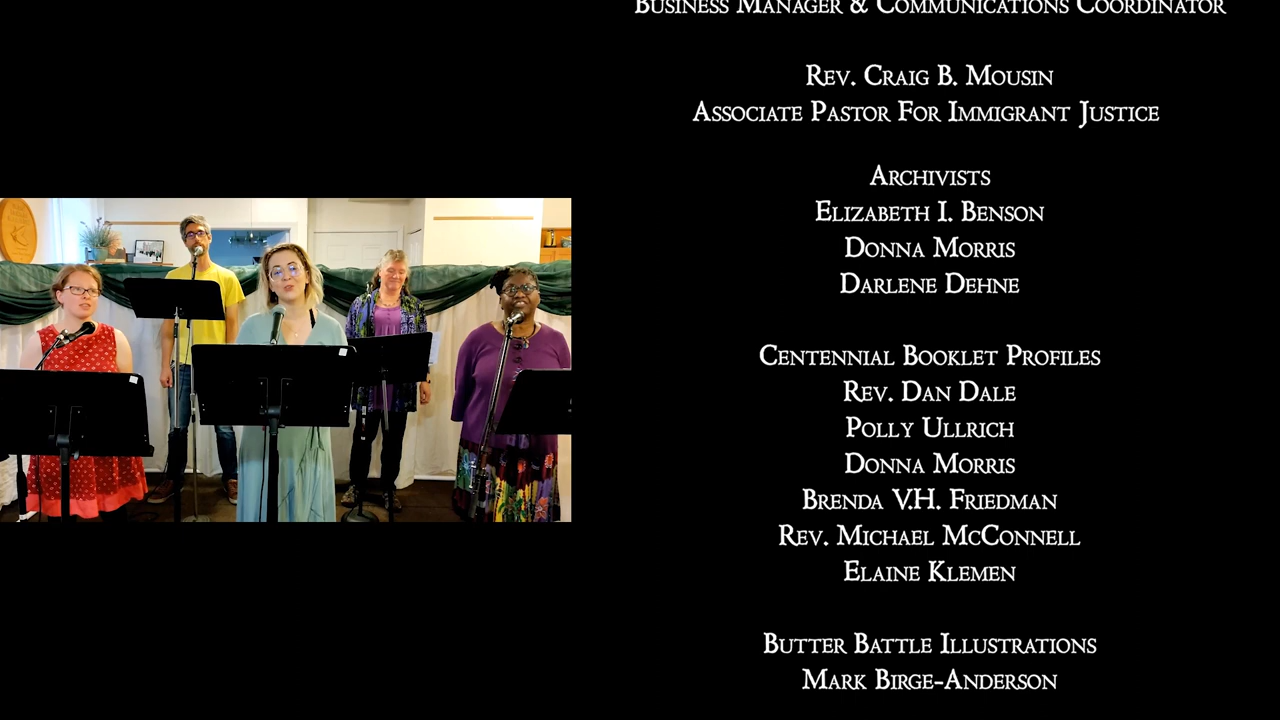 Business Manager & Communications Coordinator
Rev. Craig B. Mousin
Associate Pastor For Immigrant Justice
Archivists
Elizabeth I. Benson
Donna Morris
Darlene Dehne
Centennial Booklet Profiles
Rev. Dan Dale
Polly Ullrich
Donna Morris
Brenda V.H. Friedman
Rev. Michael McConnell
Elaine Klemen
Butter Battle Illustrations
Mark Birge-Anderson